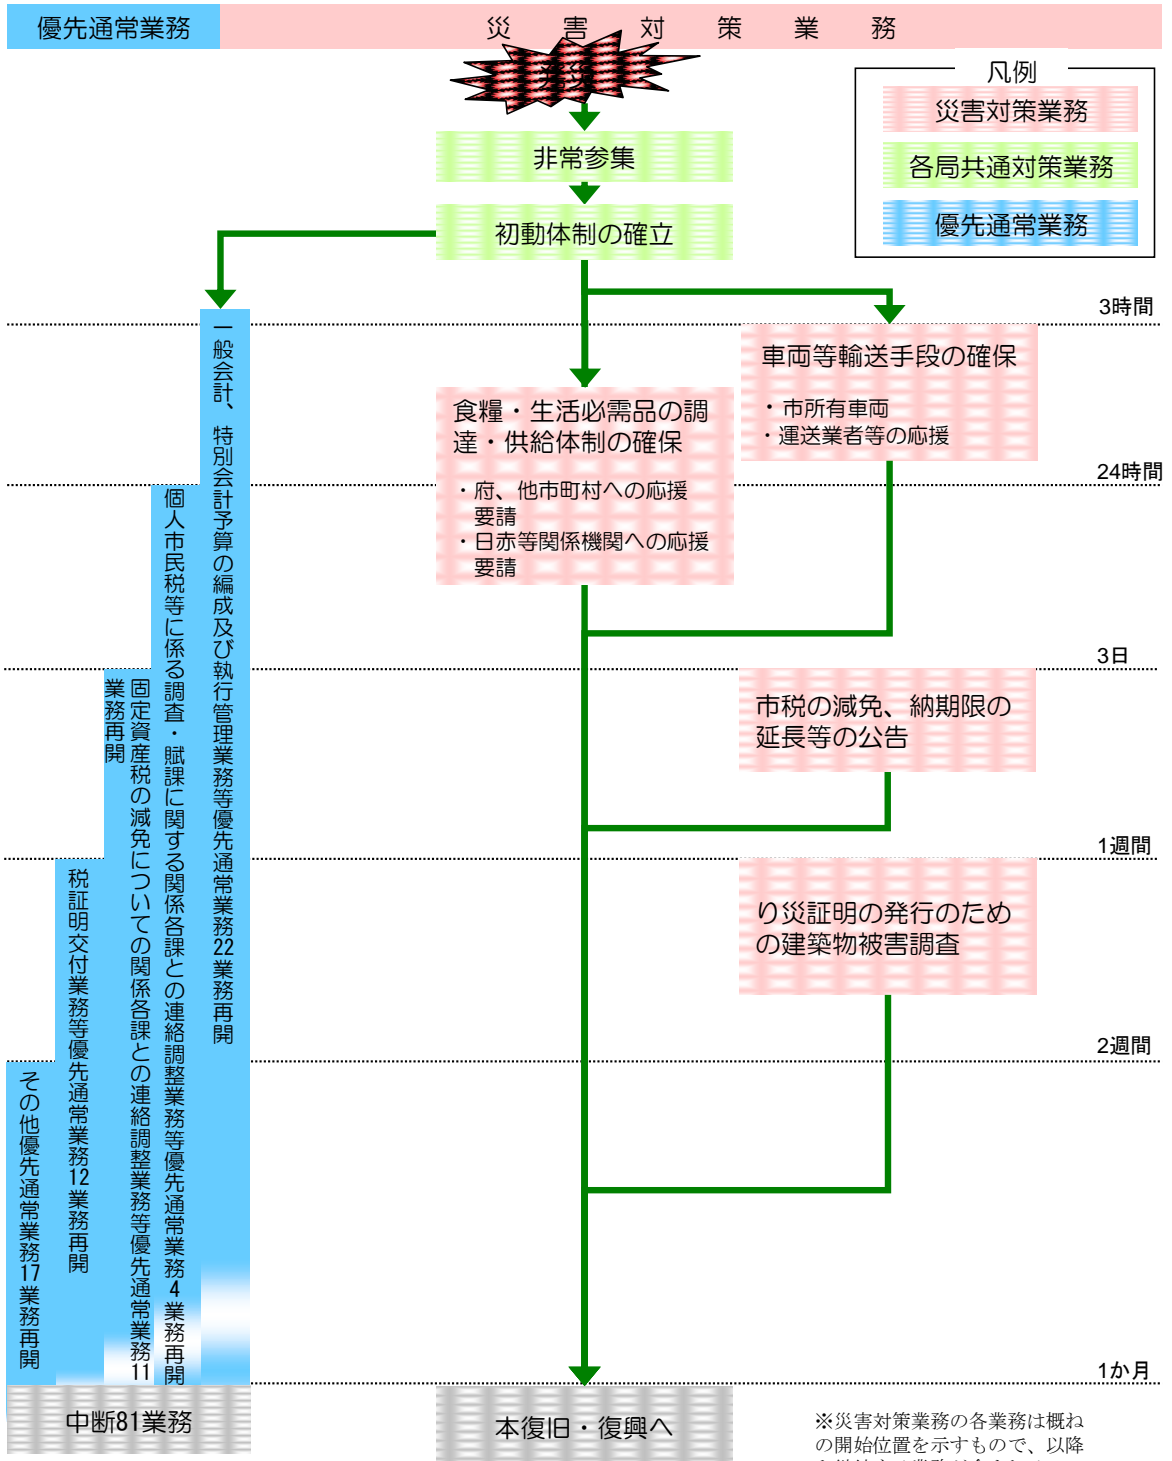 優先通常業務
災害対策業務
発災
凡例
災害対策業務
各局共通対策業務
優先通常業務
非常参集
初動体制の確立
3時間
車両等輸送手段の確保
・市所有車両
・運送業者等の応援
食糧・生活必需品の調
達・供給体制の確保
・府、他市町村への応援
要請
・日赤等関係機関への応援
要請
24時間
3日
市税の減免、納期限の
延長等の公告
1週間
り災証明の発行のため
の建築物被害調査
2週間
1か月
一般会計、特別会計予算の編成及び執行管理業務等優先通常業務22業務再開
個人市民税等に係る調査・賦課に関する関係各課との連絡調整業務等優先通常業務4業務再開
固定資産税の減免についての関係各課との連絡調整業務等優先通常業務11
業務再開
税証明交付業務等優先通常業務12業務再開
その他優先通常業務17業務再開
中断81業務
本復旧・復興へ
※災害対策業務の各業務は概ね
の開始位置を示すもので、以降